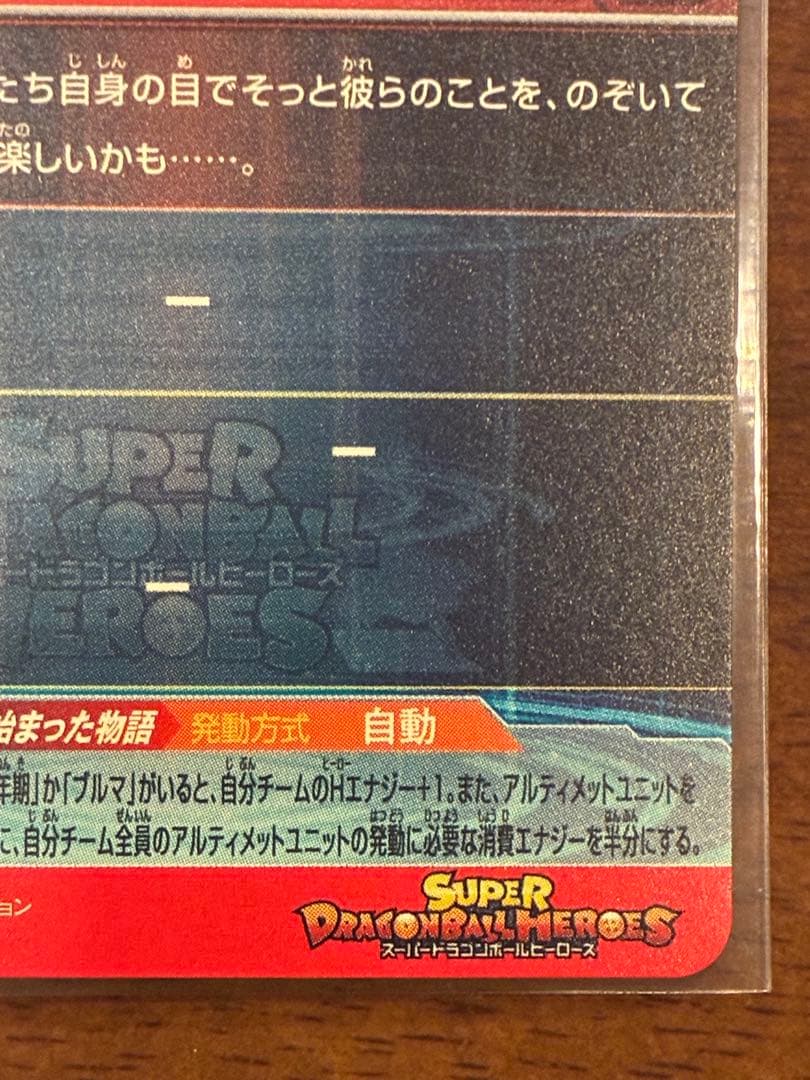 たち自身の目でそっと彼らのことを、のぞいて
楽しいかも……。
SUPER
DRAGONBALL
スーパードラゴンボールヒーローズ
HEROES
始まった物語 発動方式 自動
年期」か「ブルマ」がいると、自分チームのHエナジー+1。また、アルティメットユニットを
に、自分チーム全員のアルティメットユニットの発動に必要な消費エナジーを半分にする。
ョン
SUPER
DRAGONBALL HEROES
スーパードラゴンボールヒーローズ